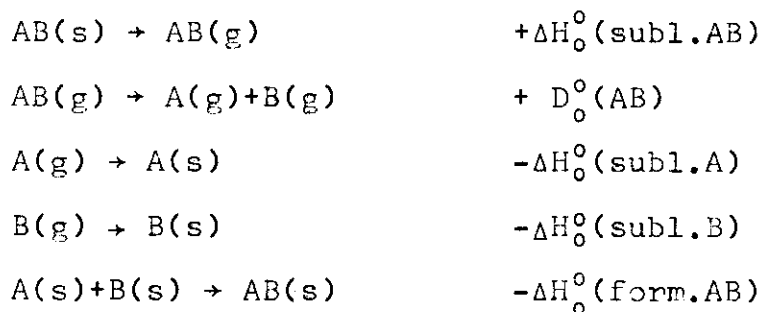 AB(s) → AB(g) +ΔH°₀(subl.AB)
AB(g) → A(g)+B(g) + D°₀(AB)
A(g) → A(s) -ΔH°₀(subl.A)
B(g) → B(s) -ΔH°₀(subl.B)
A(s)+B(s) → AB(s) -ΔH°₀(form.AB)